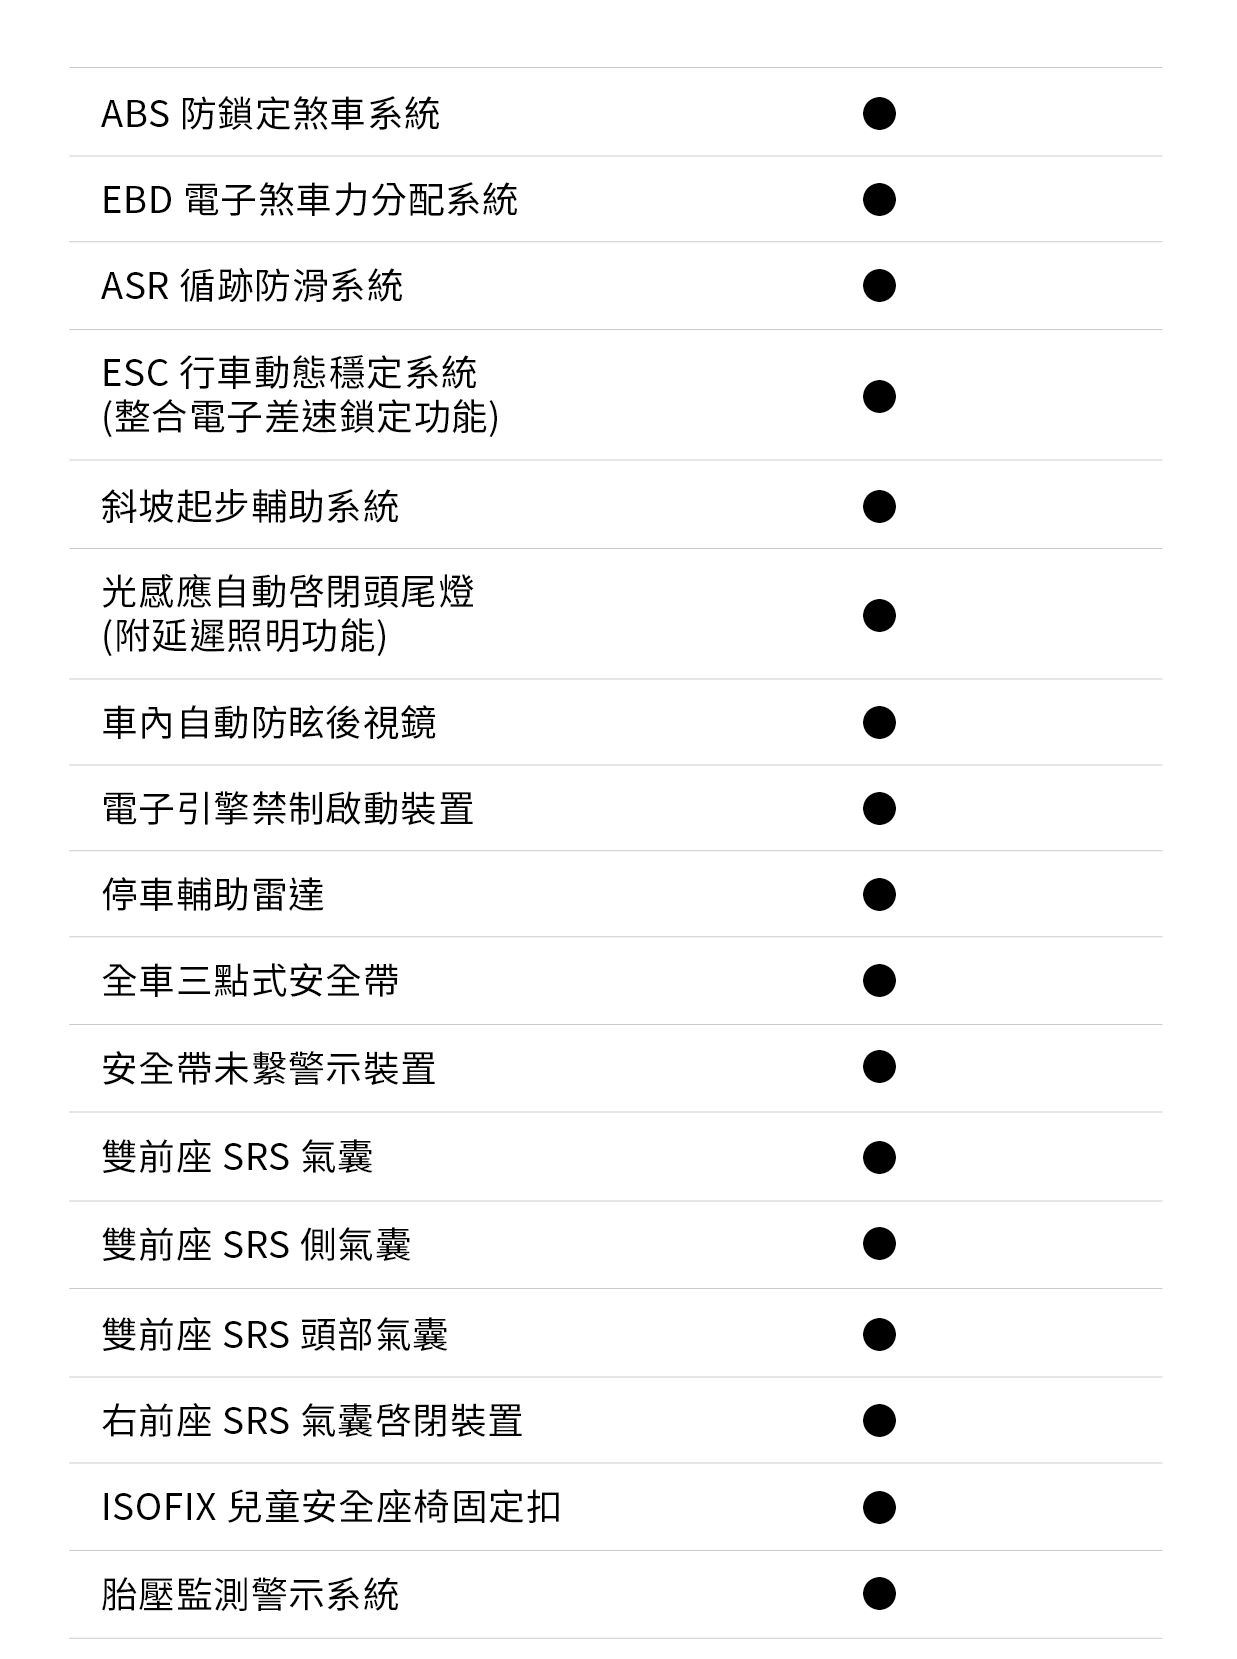 ABS 防鎖定煞車系統 ●
EBD 電子煞車力分配系統 ●
ASR 循跡防滑系統 ●
ESC 行車動態穩定系統
(整合電子差速鎖定功能) ●
斜坡起步輔助系統 ●
光感應自動啓閉頭尾燈
(附延遲照明功能) ●
車內自動防眩後視鏡 ●
電子引擎禁制啟動裝置 ●
停車輔助雷達 ●
全車三點式安全帶 ●
安全帶未繫警示裝置 ●
雙前座 SRS 氣囊 ●
雙前座 SRS 側氣囊 ●
雙前座 SRS 頭部氣囊 ●
右前座 SRS 氣囊啓閉裝置 ●
ISOFIX 兒童安全座椅固定扣 ●
胎壓監測警示系統 ●